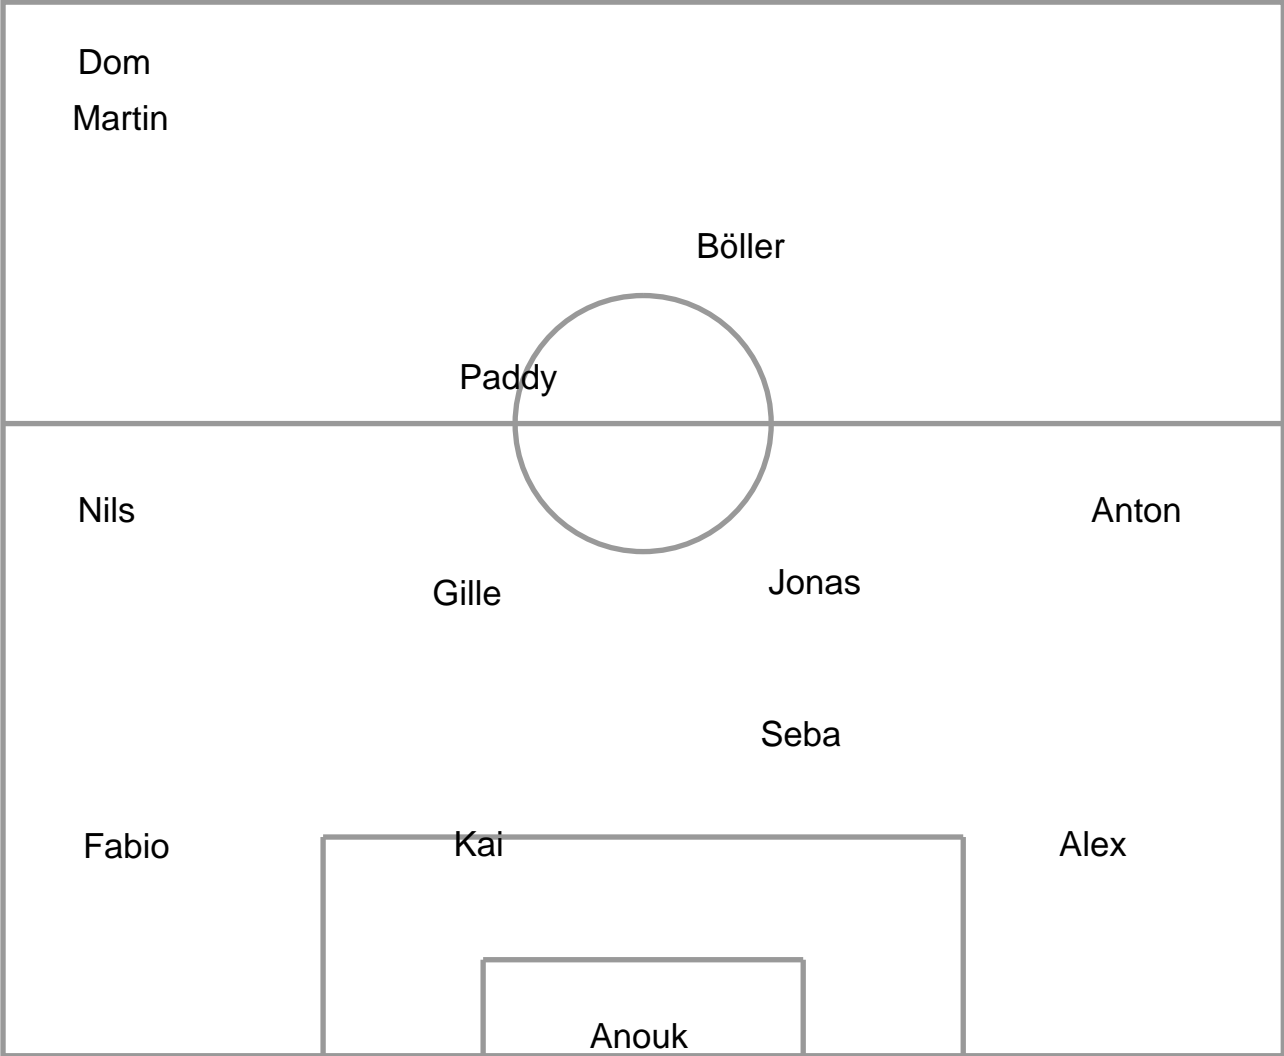 Dom
Martin
Böller
Paddy
Nils
Anton
Gille
Jonas
Seba
Fabio
Kai
Alex
Anouk